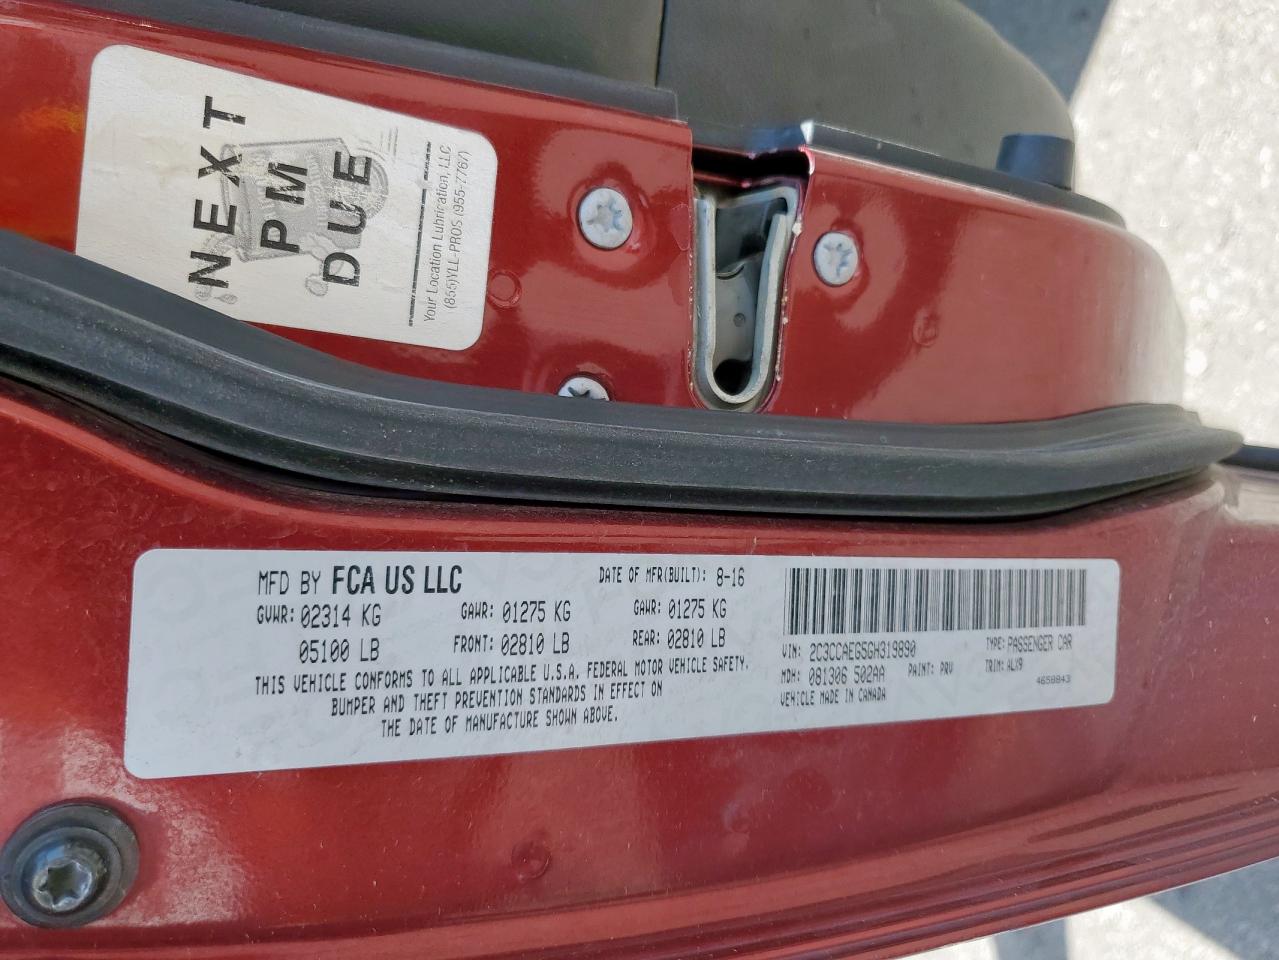 NEXT
PM
DUE
Your Location Lubrication, LLC
(855)YLL-PROS (955-7767)
MFD BY FCA US LLC
DATE OF MFR(BUILT): 8-16
GVWR: 02314 KG
GAWR: 01275 KG
GAWR: 01275 KG
05100 LB
FRONT: 02810 LB
REAR: 02810 LB
THIS VEHICLE CONFORMS TO ALL APPLICABLE U.S.A. FEDERAL MOTOR VEHICLE SAFETY,
BUMPER AND THEFT PREVENTION STANDARDS IN EFFECT ON
THE DATE OF MANUFACTURE SHOWN ABOVE.
VIN: 2C3CCAEG5GH319890
TYPE: PASSENGER CAR
MDH: 081306 502AA
PAINT: PRV
TRIM: ALX9
VEHICLE MADE IN CANADA
4658843